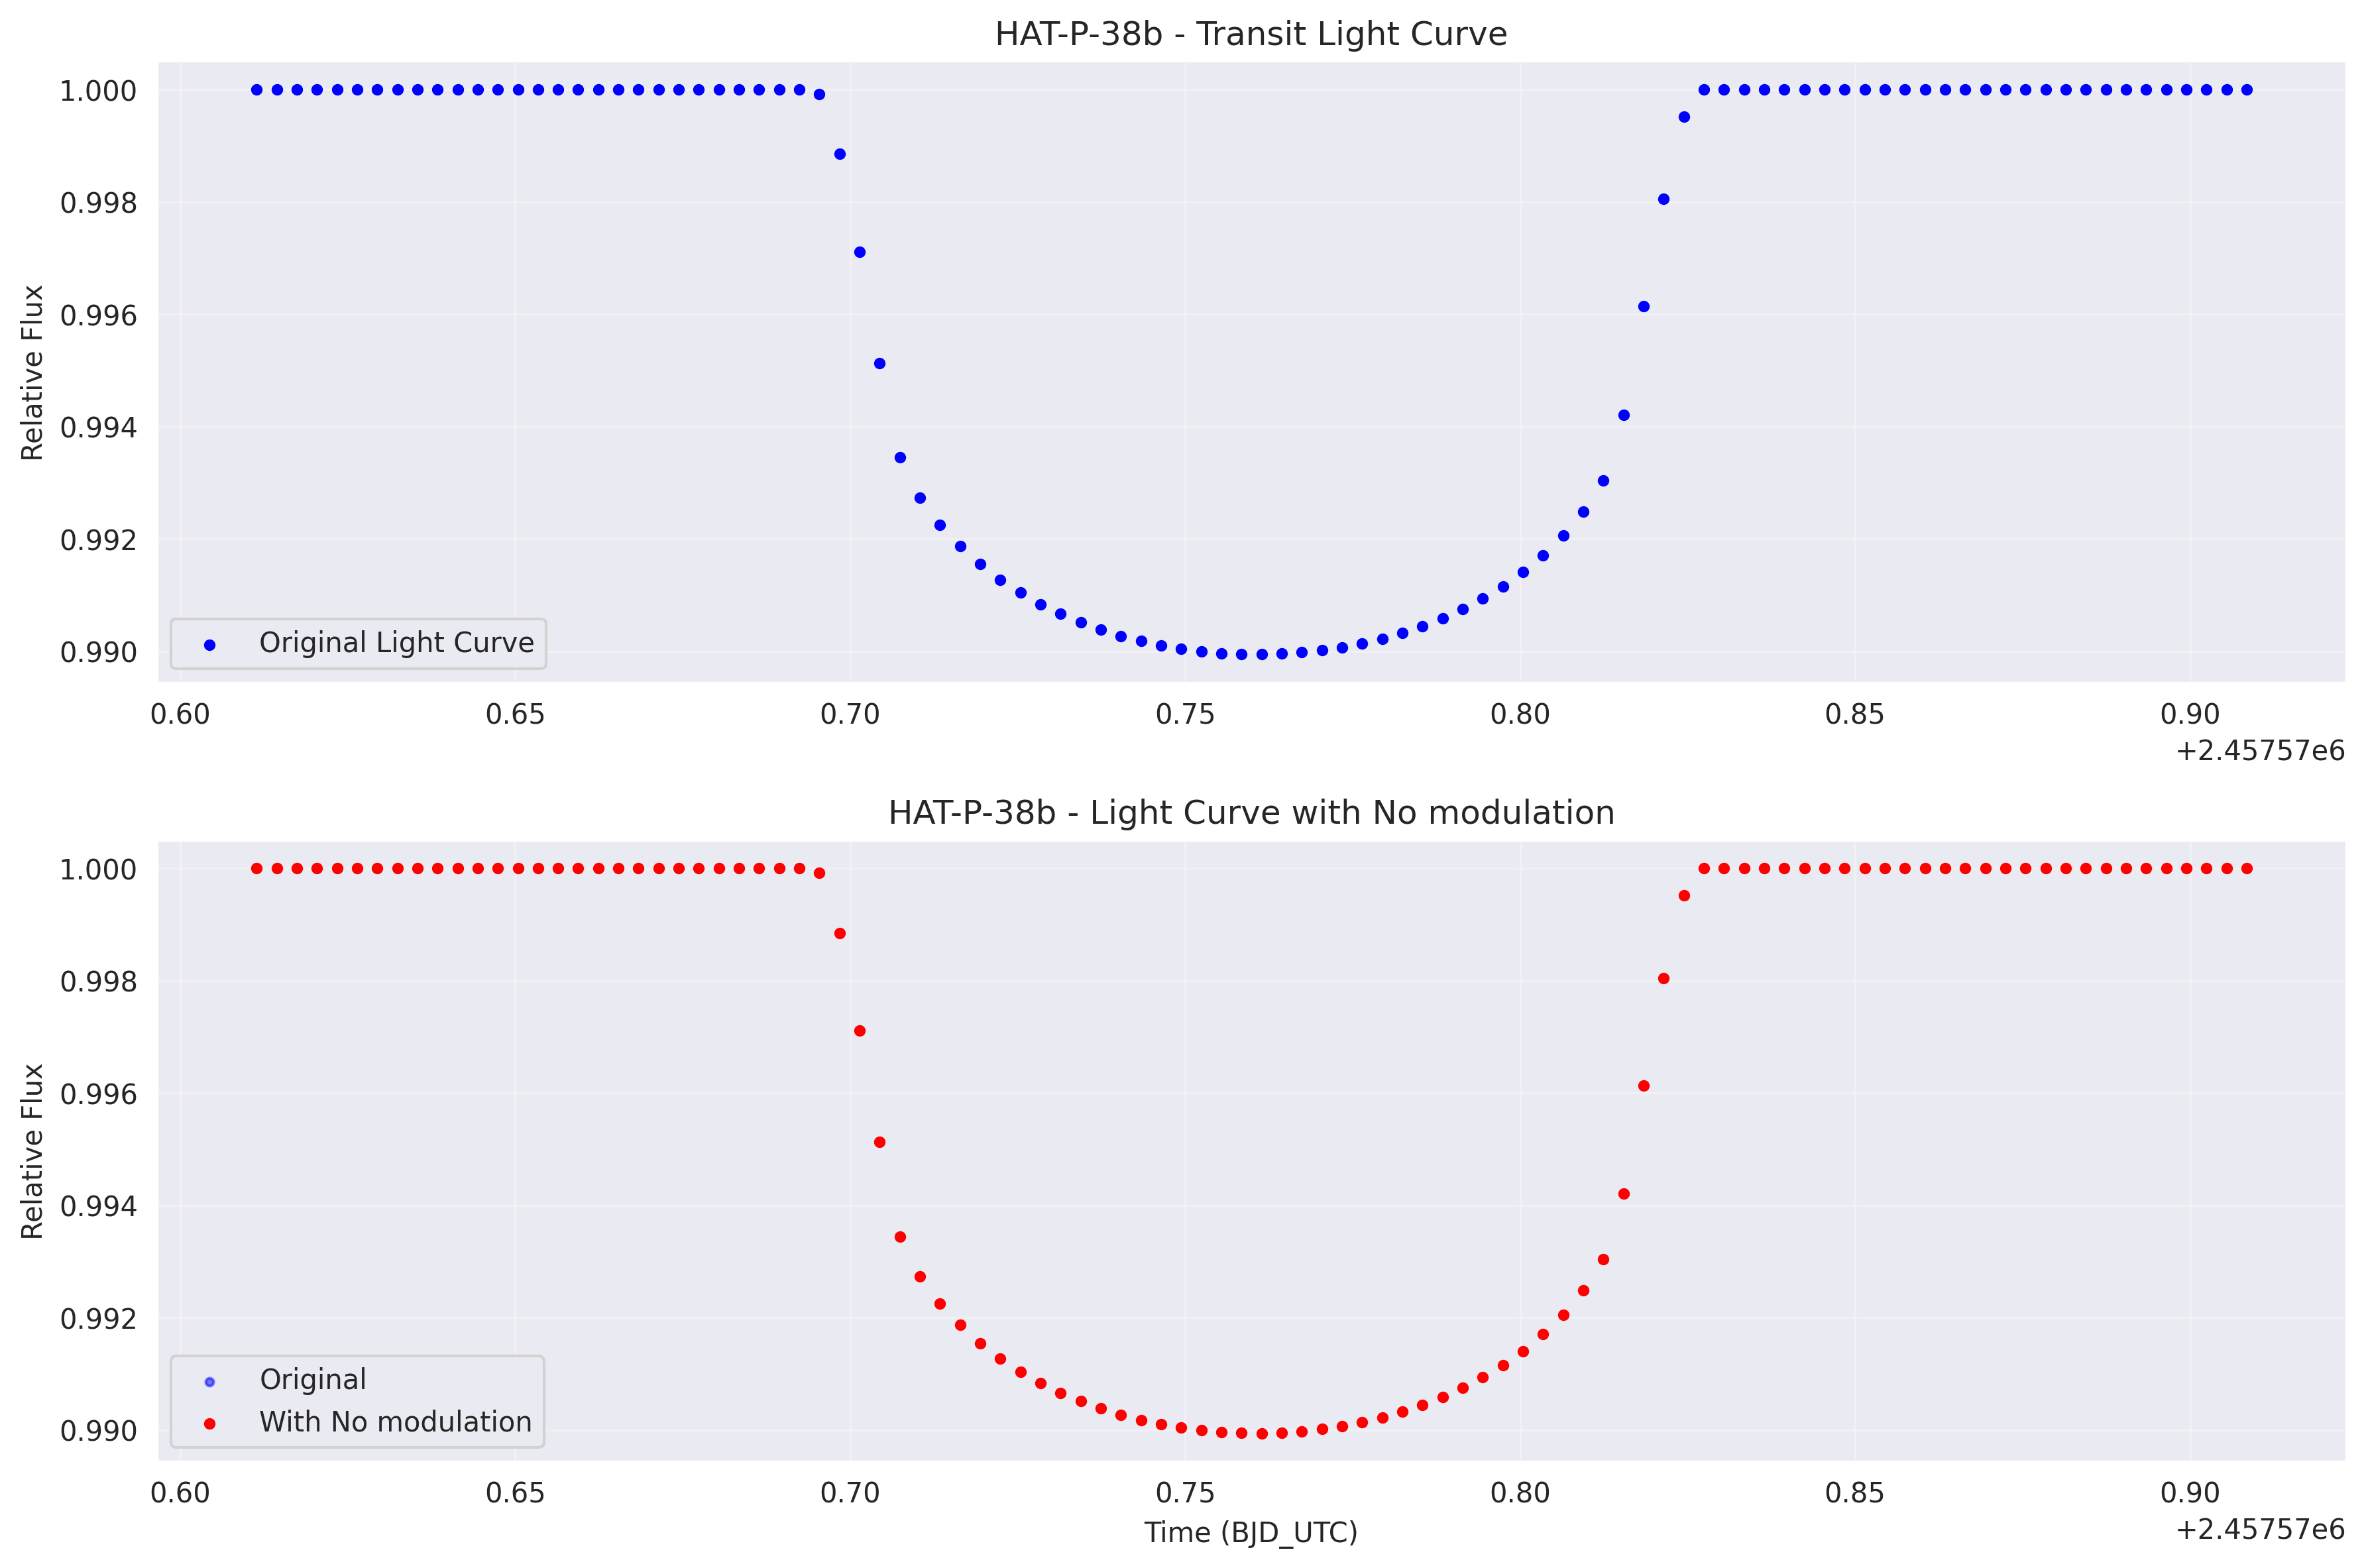 HAT-P-38b - Transit Light Curve
1.000
0.998
0.996
0.994
0.992
0.990
Relative Flux
Original Light Curve
0.60 0.65 0.70 0.75 0.80 0.85 0.90
+2.45757e6
HAT-P-38b - Light Curve with No modulation
1.000
0.998
0.996
0.994
0.992
0.990
Relative Flux
Original
With No modulation
0.60 0.65 0.70 0.75 0.80 0.85 0.90
Time (BJD_UTC)
+2.45757e6